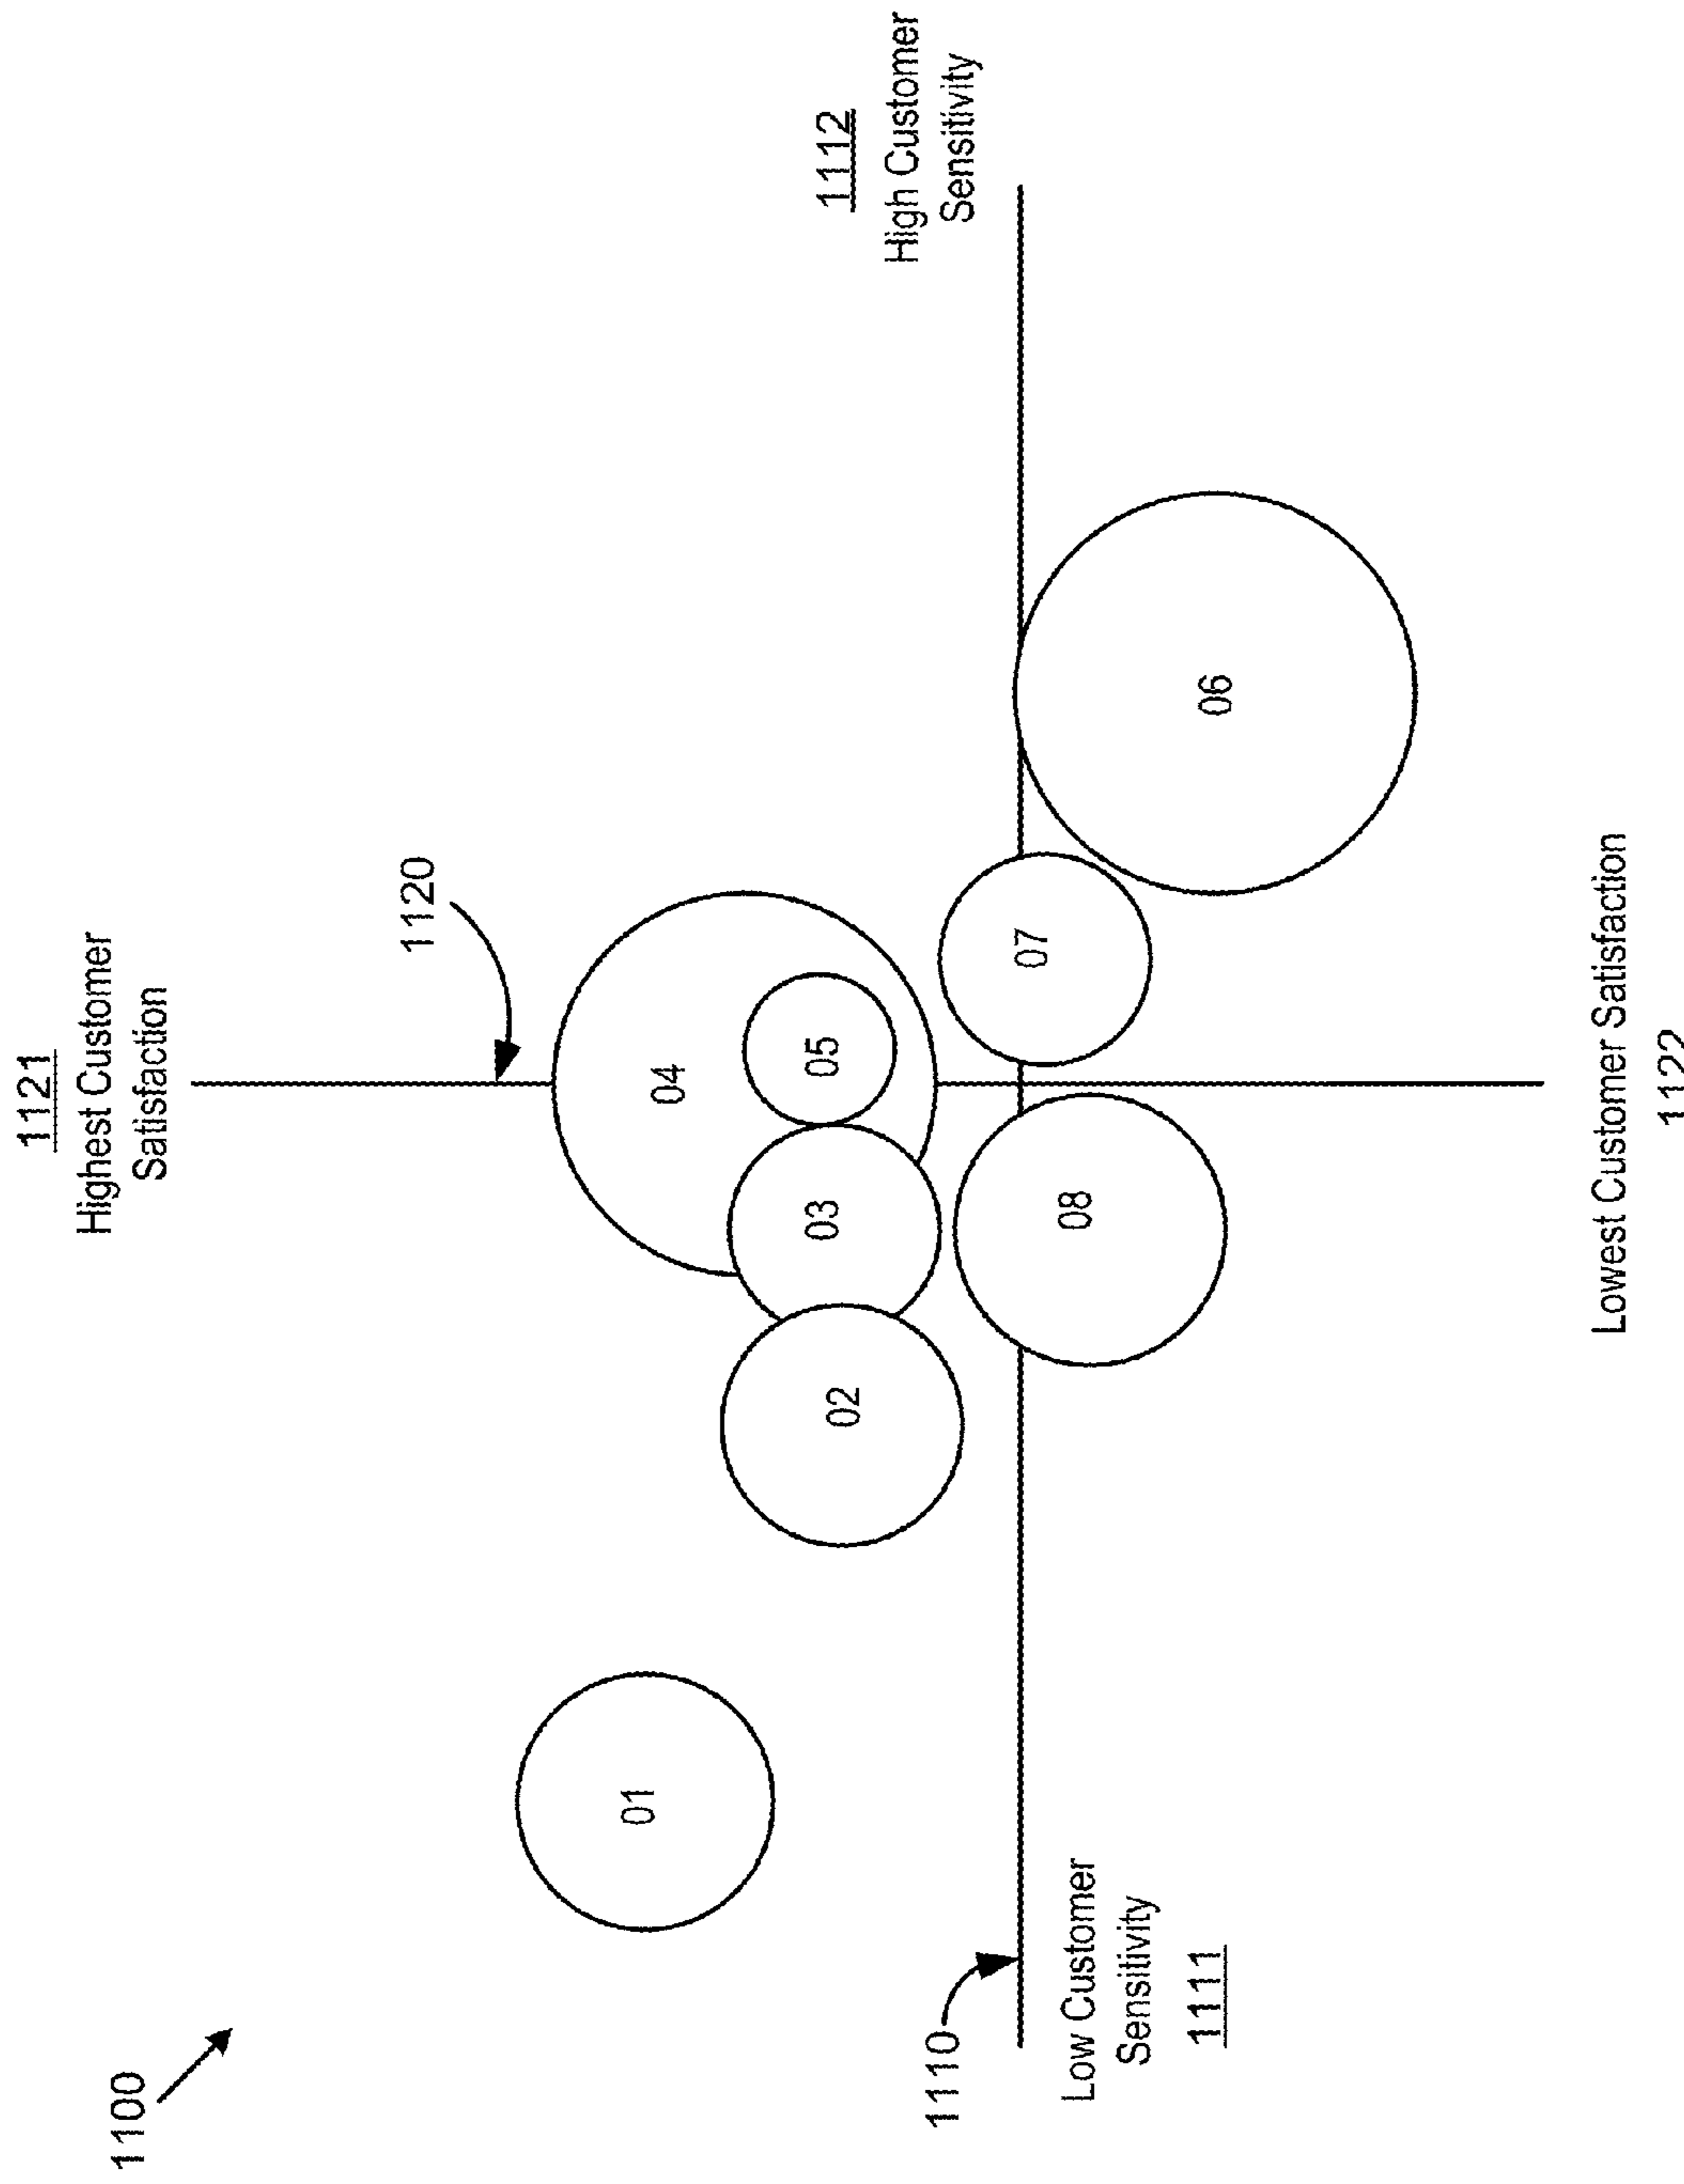 1100
1121
Highest Customer
Satisfaction
1120
1112
High Customer
Sensitivity
01
04
05
03
02
07
08
06
1110
Low Customer
Sensitivity
1111
Lowest Customer Satisfaction
1122